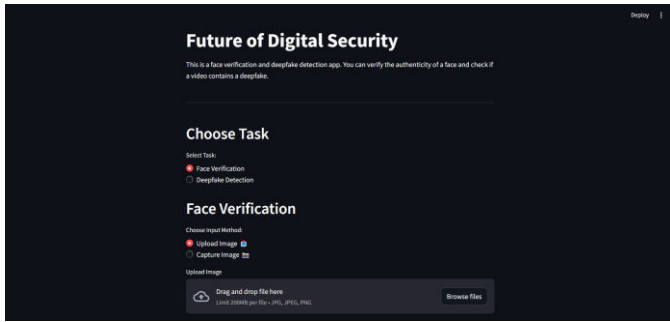 Deploy
Future of Digital Security
This is a face verification and deepfake detection app. You can verify the authenticity of a face and check if
a video contains a deepfake.
Choose Task
Select Task:
Face Verification
Deepfake Detection
Face Verification
Choose Input Method:
Upload Image
Capture Image
Upload Image
Drag and drop file here
Limit 200MB per file • JPG, JPEG, PNG
Browse files